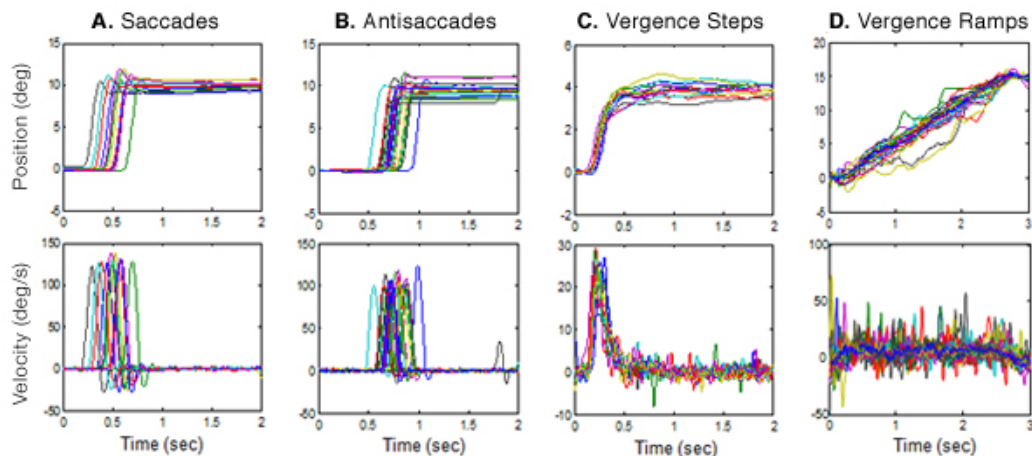 A. Saccades
B. Antisaccades
C. Vergence Steps
D. Vergence Ramps
Position (deg)
15
10
5
0
-5
0 0.5 1 1.5 2
15
10
5
0
-5
0 0.5 1 1.5 2
6
4
2
0
-2
0 0.5 1 1.5 2
20
15
10
5
0
-5
0 1 2 3
Velocity (deg/s)
150
100
50
0
-50
0 0.5 1 1.5 2
Time (sec)
150
100
50
0
-50
0 0.5 1 1.5 2
Time (sec)
30
20
10
0
-10
0 0.5 1 1.5 2
Time (sec)
100
50
0
-50
0 1 2 3
Time (sec)